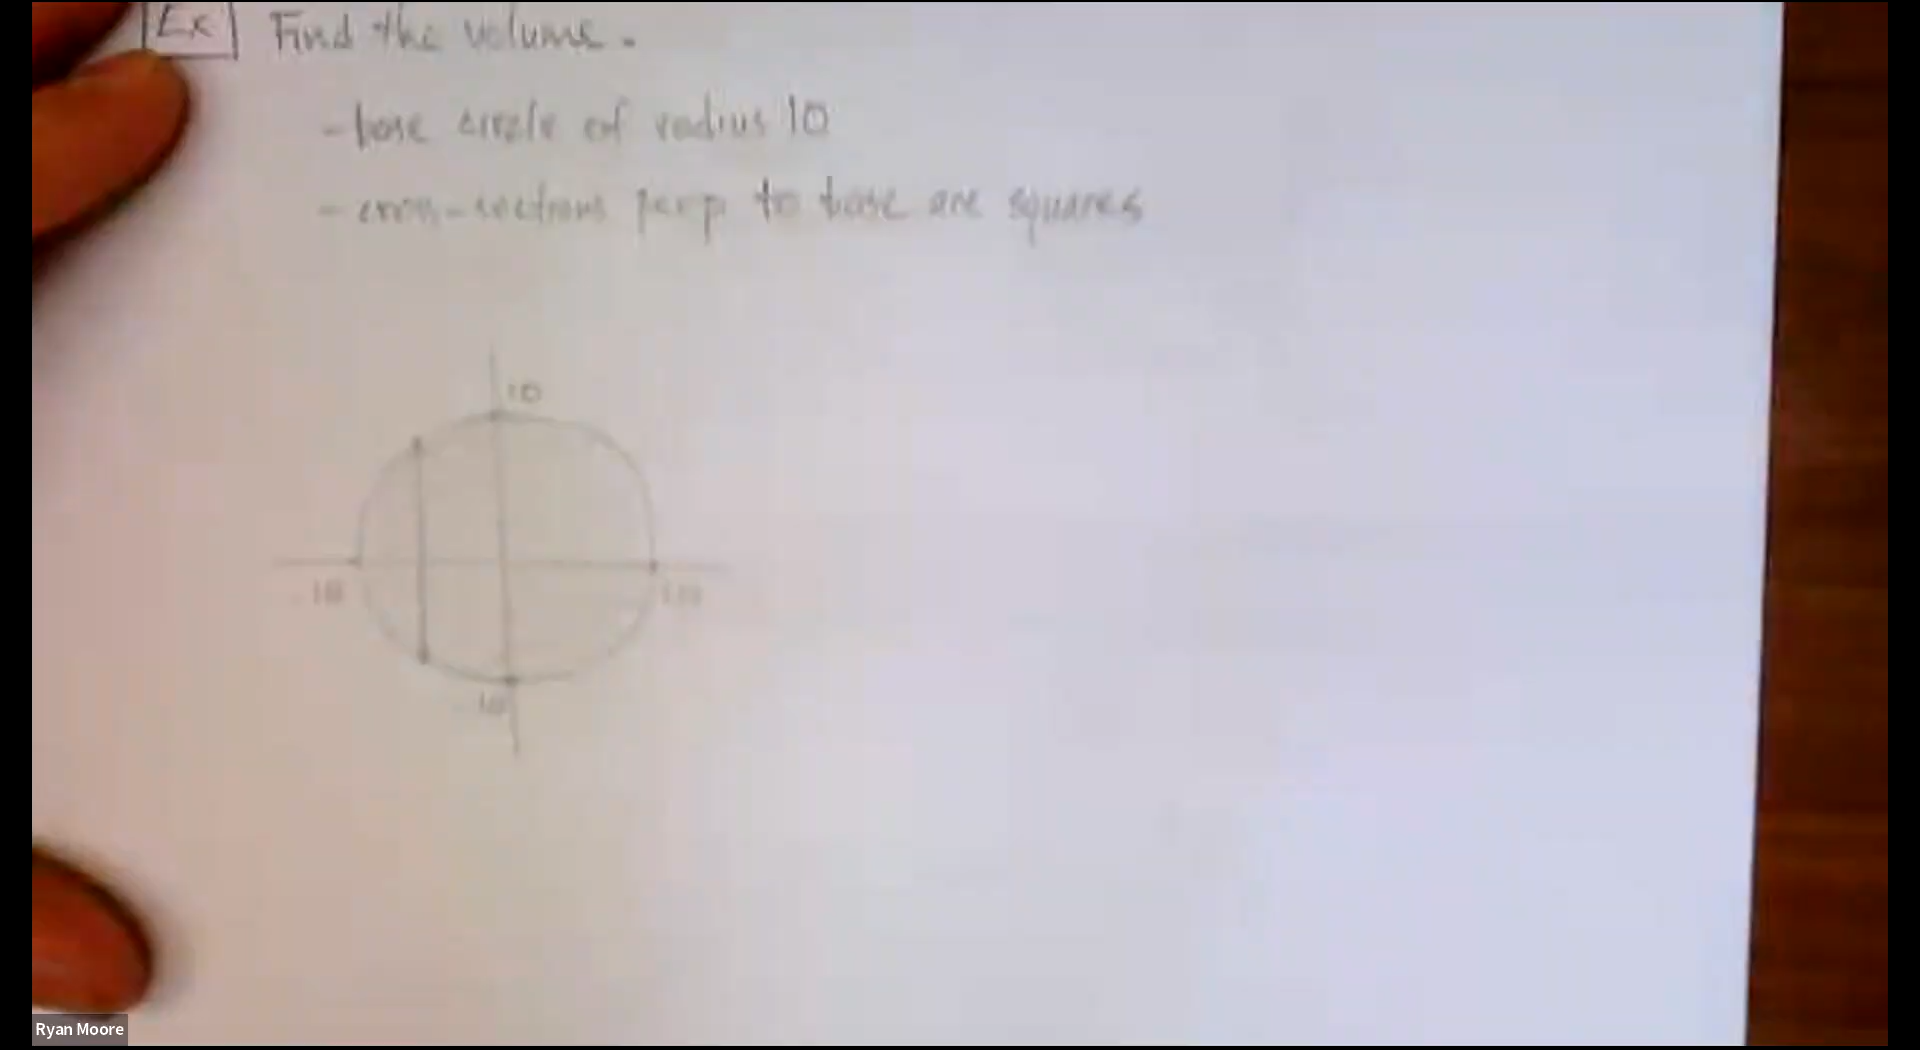 Ex Find the volume.
- base circle of radius 10
- cross-sections perp to base are squares
10
-10 10
-10
Ryan Moore